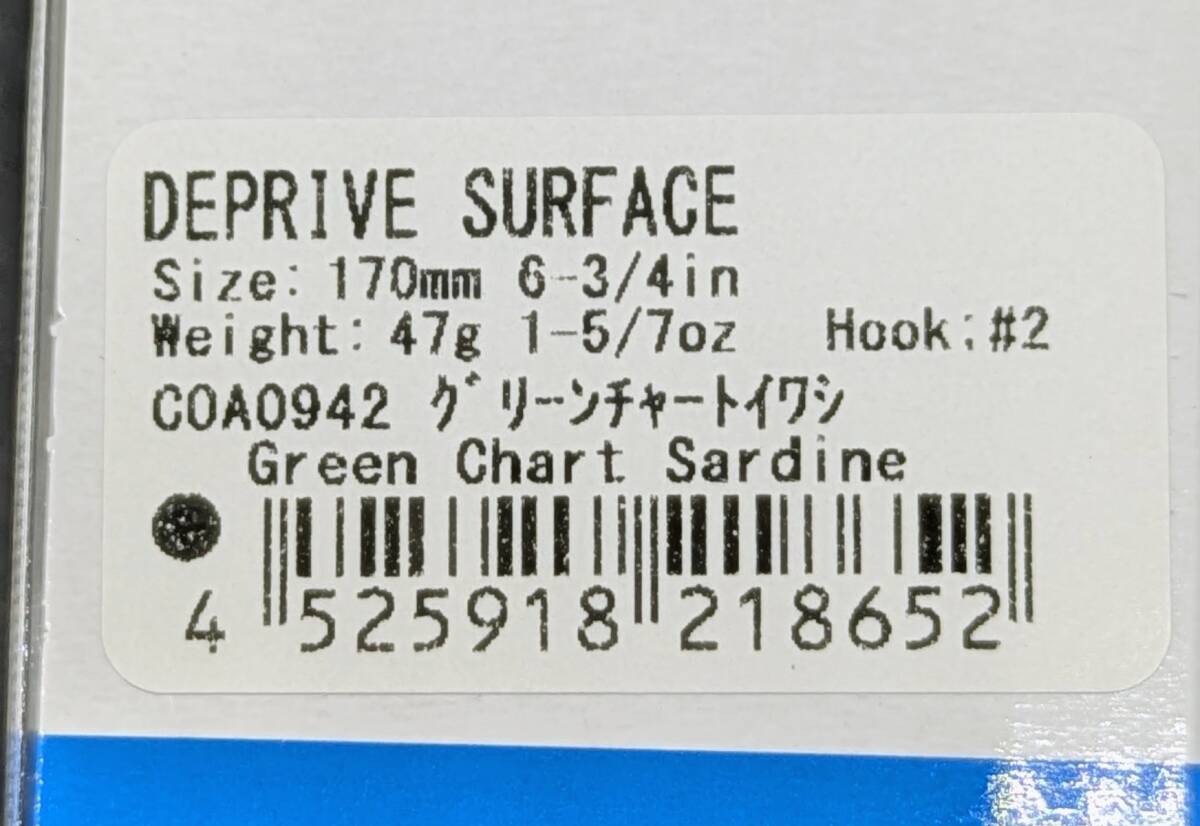 DEPRIVE SURFACE
Size: 170mm 6-3/4in
Weight: 47g 1-5/7oz Hook:#2
COA0942 グリーンチャートイワシ
Green Chart Sardine
4 525918 218652